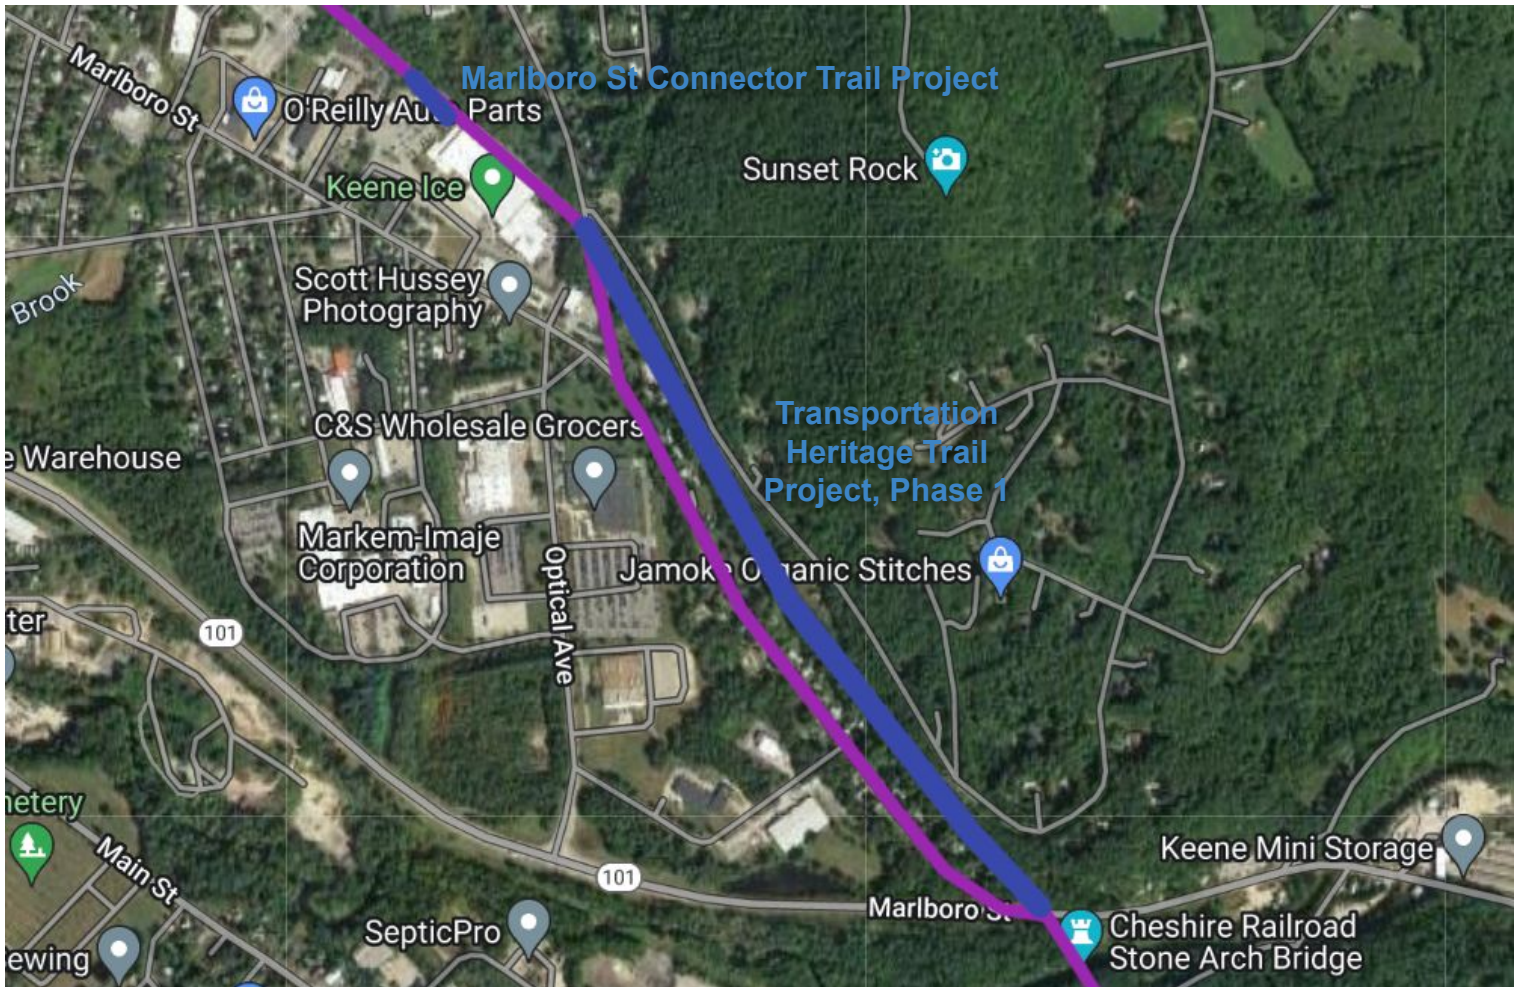 Marlboro St
Marlboro St Connector Trail Project
O'Reilly Auto Parts
Sunset Rock
Keene Ice
Brook
Scott Hussey
Photography
Transportation
Heritage Trail
Project, Phase 1
C&S Wholesale Grocers
e Warehouse
Markem-Imaje
Corporation
Optical Ave
Jamoke Organic Stitches
ter
101
metery
Main St
Keene Mini Storage
101
Marlboro St
SepticPro
Cheshire Railroad
Stone Arch Bridge
ewing